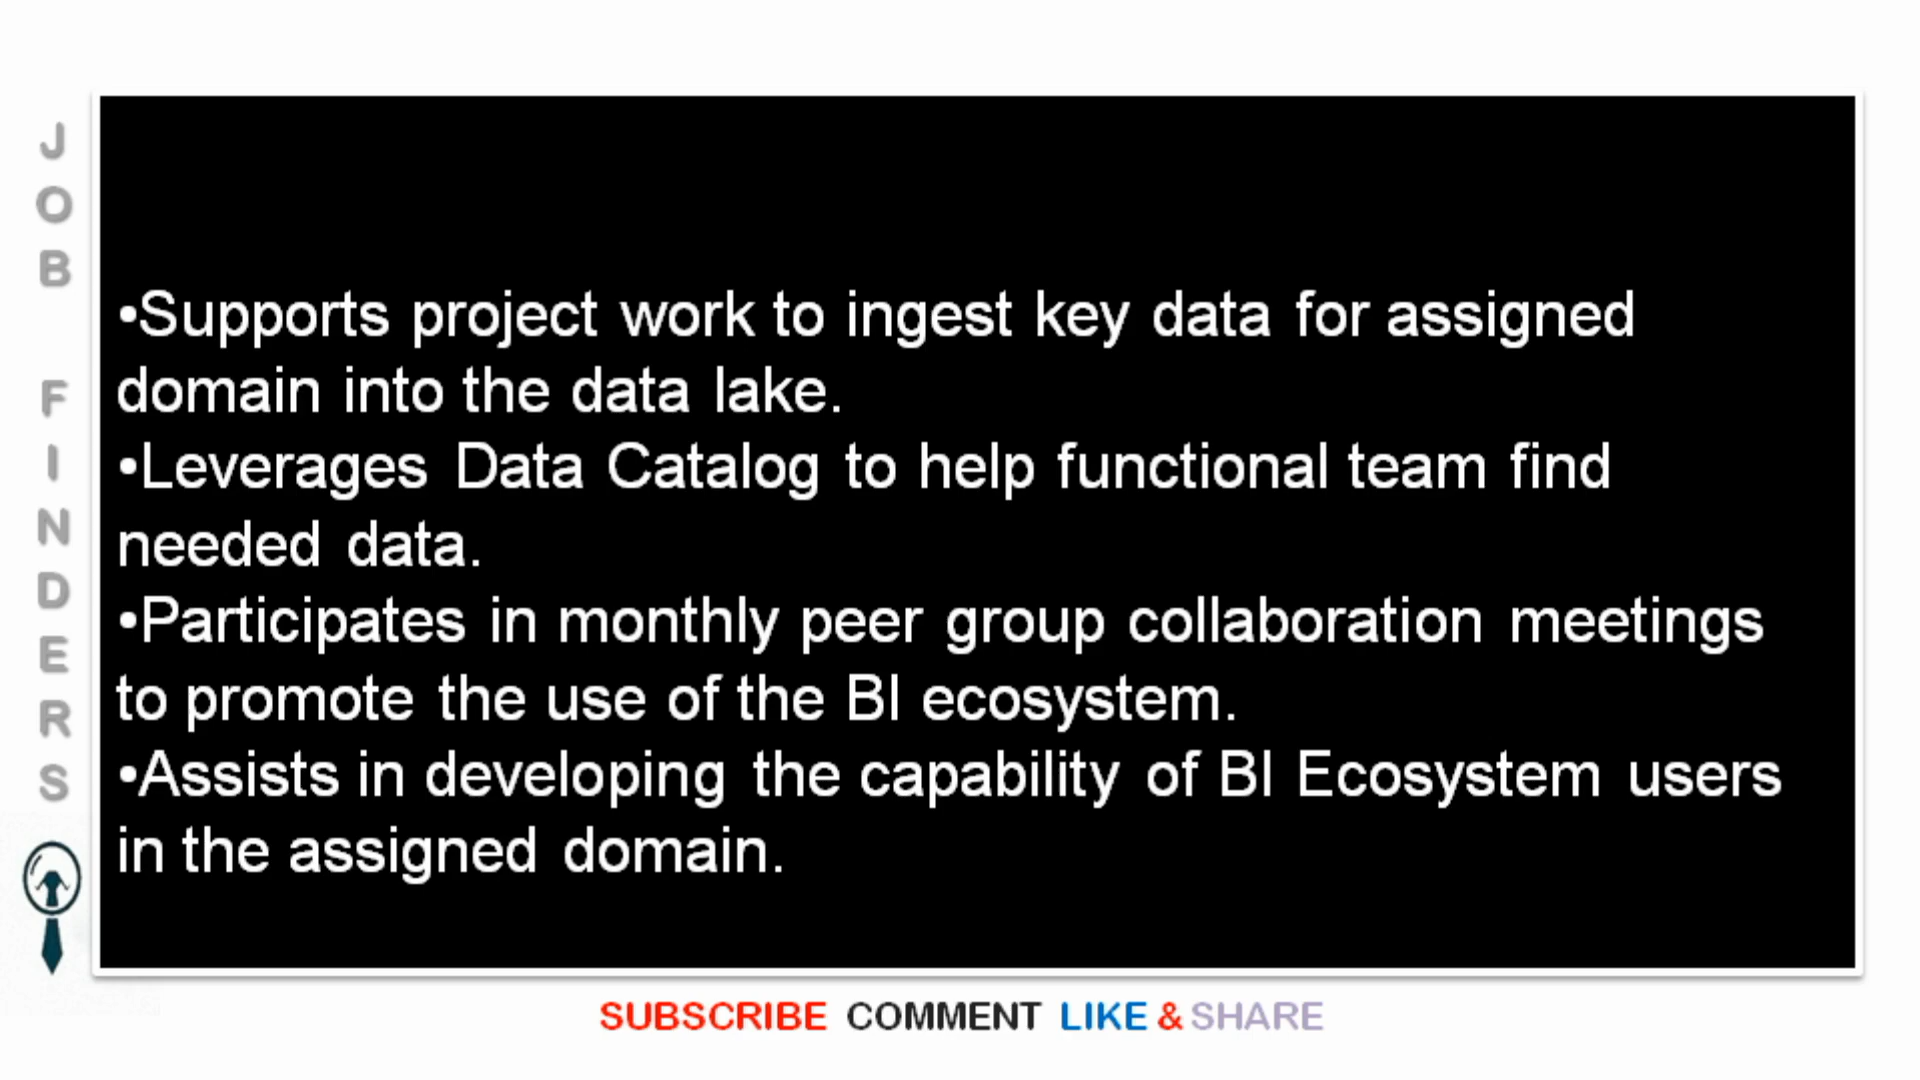 JOB FINDERS
•Supports project work to ingest key data for assigned
domain into the data lake.
•Leverages Data Catalog to help functional team find
needed data.
•Participates in monthly peer group collaboration meetings
to promote the use of the BI ecosystem.
•Assists in developing the capability of BI Ecosystem users
in the assigned domain.
SUBSCRIBE COMMENT LIKE & SHARE